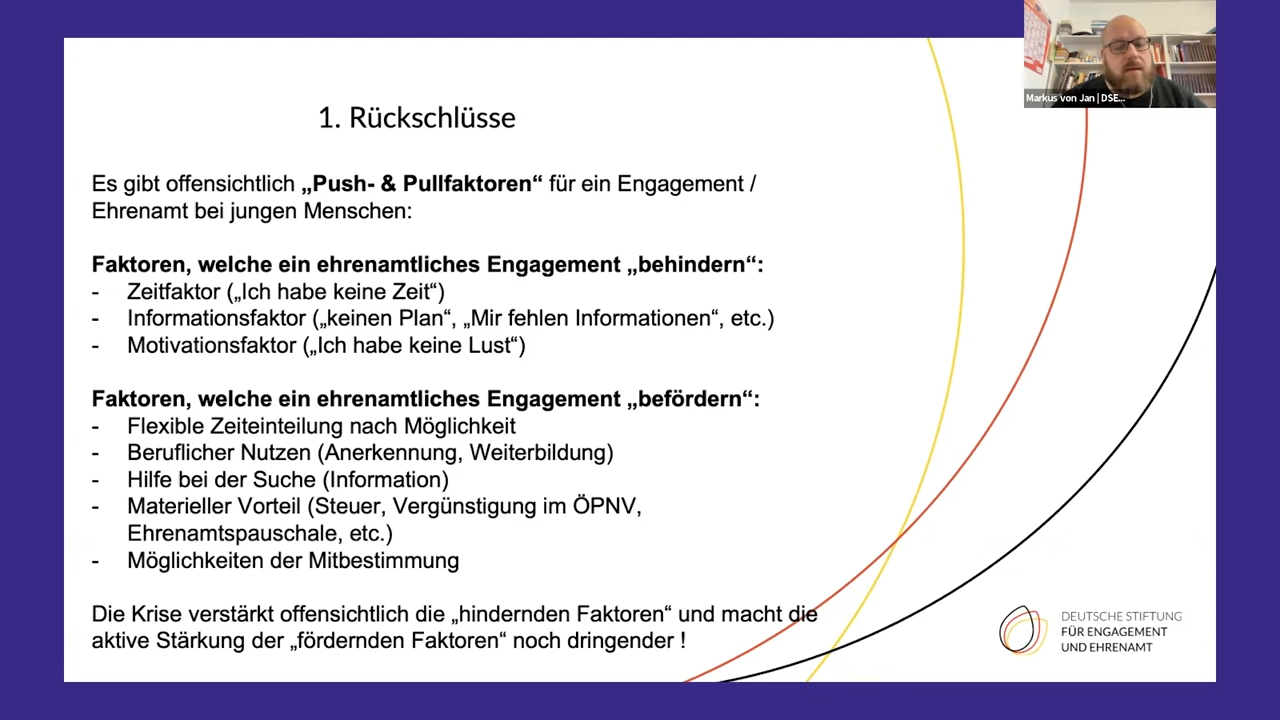 Markus von Jan | DSE...
1. Rückschlüsse
Es gibt offensichtlich „Push- & Pullfaktoren“ für ein Engagement /
Ehrenamt bei jungen Menschen:
Faktoren, welche ein ehrenamtliches Engagement „behindern“:
- Zeitfaktor („Ich habe keine Zeit“)
- Informationsfaktor („keinen Plan“, „Mir fehlen Informationen“, etc.)
- Motivationsfaktor („Ich habe keine Lust“)
Faktoren, welche ein ehrenamtliches Engagement „befördern“:
- Flexible Zeiteinteilung nach Möglichkeit
- Beruflicher Nutzen (Anerkennung, Weiterbildung)
- Hilfe bei der Suche (Information)
- Materieller Vorteil (Steuer, Vergünstigung im ÖPNV,
Ehrenamtspauschale, etc.)
- Möglichkeiten der Mitbestimmung
Die Krise verstärkt offensichtlich die „hindernden Faktoren“ und macht die
aktive Stärkung der „fördernden Faktoren“ noch dringender !
DEUTSCHE STIFTUNG
FÜR ENGAGEMENT
UND EHRENAMT